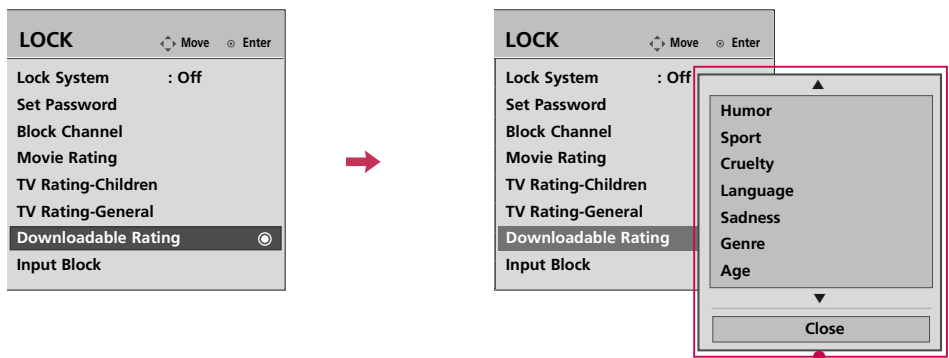 LOCK Move Enter
Lock System : Off
Set Password
Block Channel
Movie Rating
TV Rating-Children
TV Rating-General
Downloadable Rating
Input Block
LOCK Move Enter
Lock System : Off
Set Password
Block Channel
Movie Rating
TV Rating-Children
TV Rating-General
Downloadable Rating
Input Block
Humor
Sport
Cruelty
Language
Sadness
Genre
Age
Close